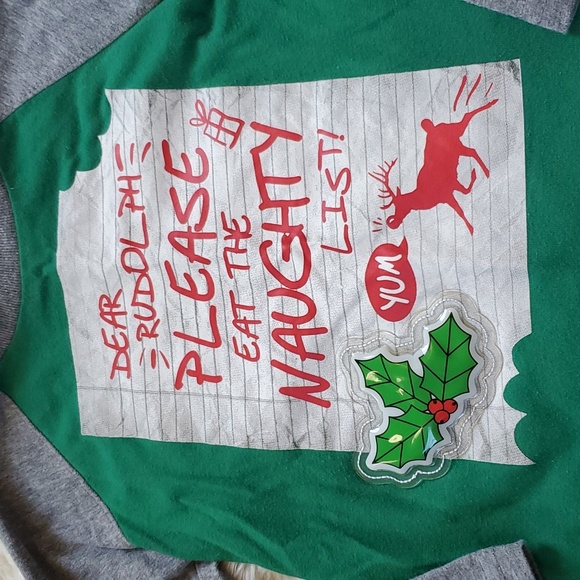 DEAR
RUDOLPH
PLEASE
EAT THE
NAUGHTY
LIST!
YUM